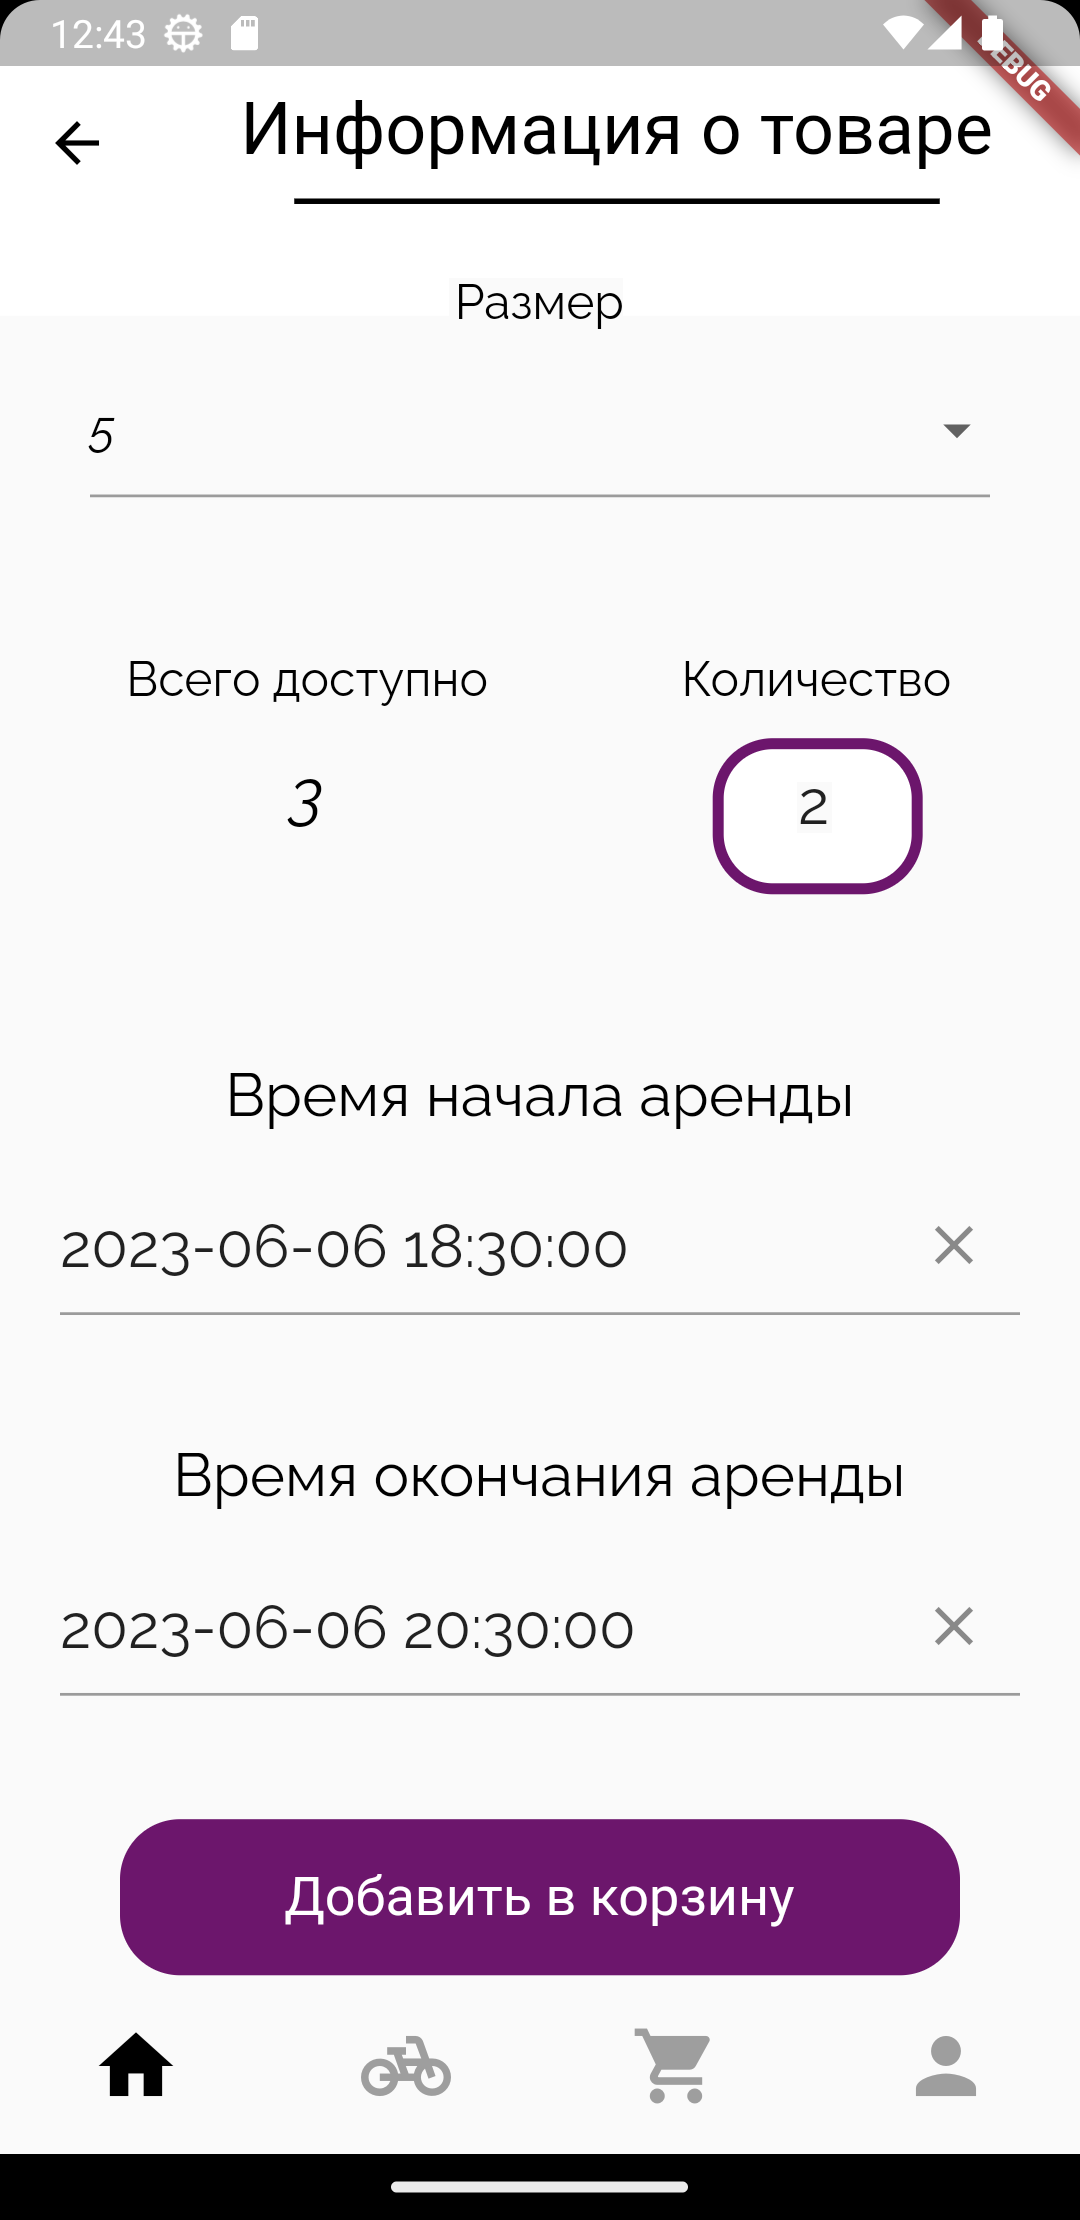 12:43
DEBUG
Информация о товаре
Размер
5
Всего доступно Количество
3 2
Время начала аренды
2023-06-06 18:30:00
Время окончания аренды
2023-06-06 20:30:00
Добавить в корзину